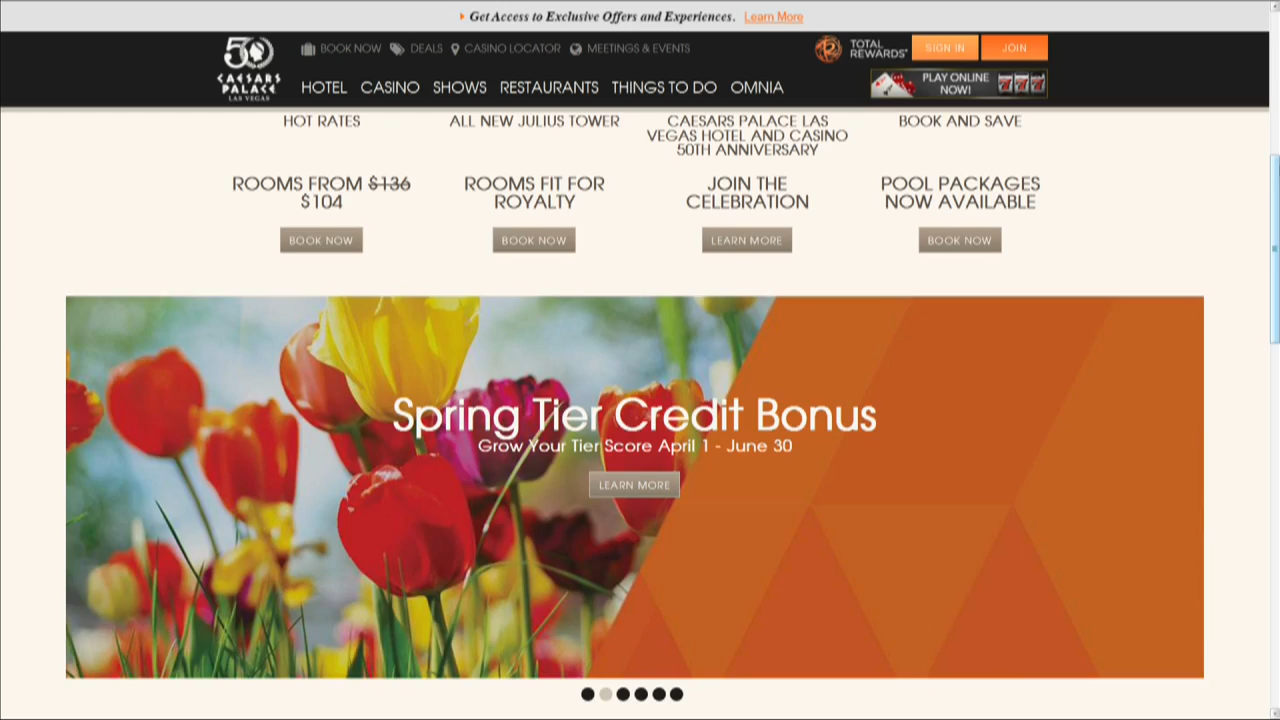 Get Access to Exclusive Offers and Experiences. Learn More
50
CAESARS
PALACE
LAS VEGAS
BOOK NOW DEALS CASINO LOCATOR MEETINGS & EVENTS
TOTAL
REWARDS
SIGN IN JOIN
HOTEL CASINO SHOWS RESTAURANTS THINGS TO DO OMNIA
PLAY ONLINE
NOW!
777
HOT RATES
ROOMS FROM $136
$104
BOOK NOW
ALL NEW JULIUS TOWER
ROOMS FIT FOR
ROYALTY
BOOK NOW
CAESARS PALACE LAS
VEGAS HOTEL AND CASINO
50TH ANNIVERSARY
JOIN THE
CELEBRATION
LEARN MORE
BOOK AND SAVE
POOL PACKAGES
NOW AVAILABLE
BOOK NOW
Spring Tier Credit Bonus
Grow Your Tier Score April 1 - June 30
LEARN MORE